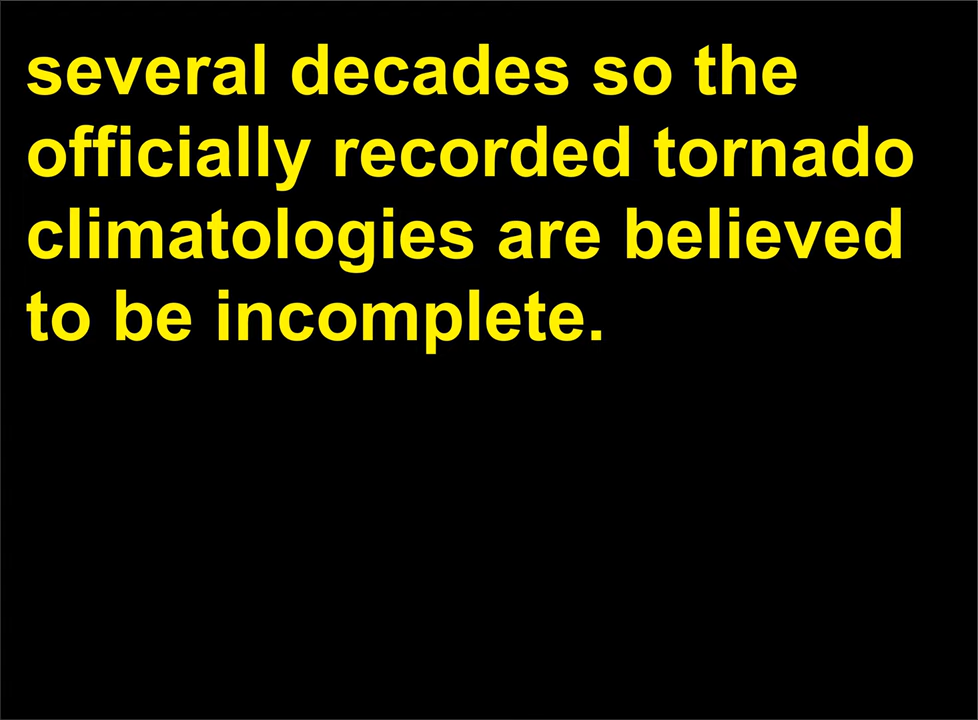 several decades so the
officially recorded tornado
climatologies are believed
to be incomplete.